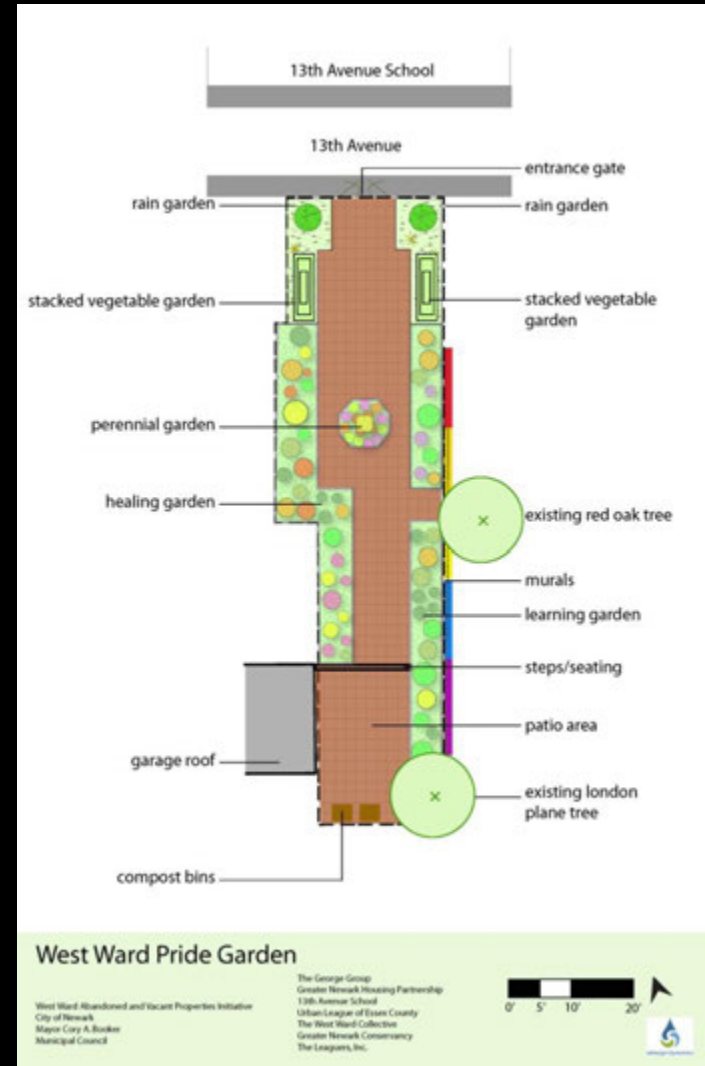 13th Avenue School
13th Avenue
entrance gate
rain garden
rain garden
stacked vegetable garden
stacked vegetable
garden
perennial garden
healing garden
existing red oak tree
murals
learning garden
steps/seating
patio area
garage roof
existing london
plane tree
compost bins
West Ward Pride Garden
West Ward Abandoned and Vacant Properties Initiative
City of Newark
Mayor Cory A. Booker
Municipal Council
The George Group
Greater Newark Housing Partnership
13th Avenue School
Urban League of Essex County
The West Ward Collective
Greater Newark Conservancy
The Leaguers, Inc.
0' 5' 10' 20'